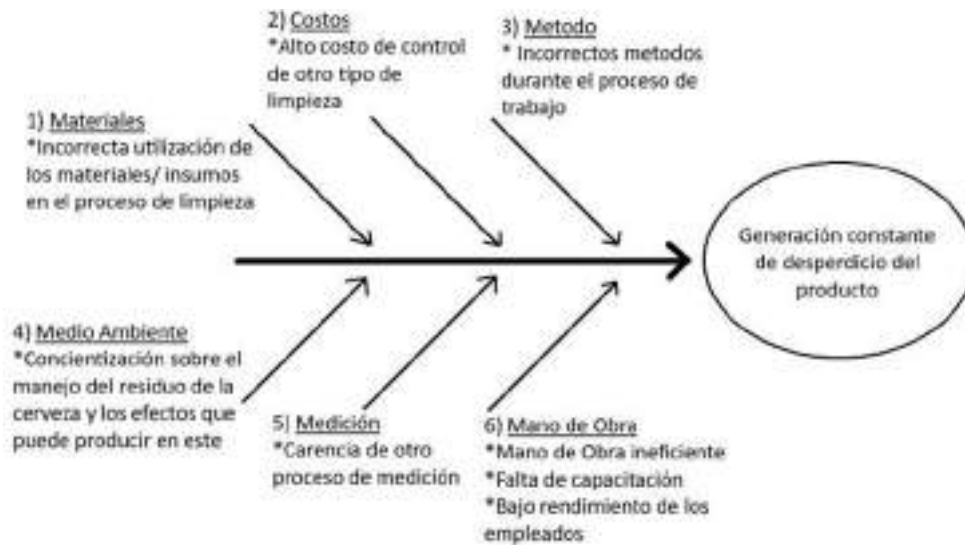 2) Costos
*Alto costo de control
de otro tipo de
limpieza
3) Metodo
* Incorrectos metodos
durante el proceso de
trabajo
1) Materiales
*Incorrecta utilización de
los materiales/ insumos
en el proceso de limpieza
Generación constante
de desperdicio del
producto
4) Medio Ambiente
*Concientización sobre el
manejo del residuo de la
cerveza y los efectos que
puede producir en este
5) Medición
*Carencia de otro
proceso de medición
6) Mano de Obra
*Mano de Obra ineficiente
*Falta de capacitación
*Bajo rendimiento de los
empleados